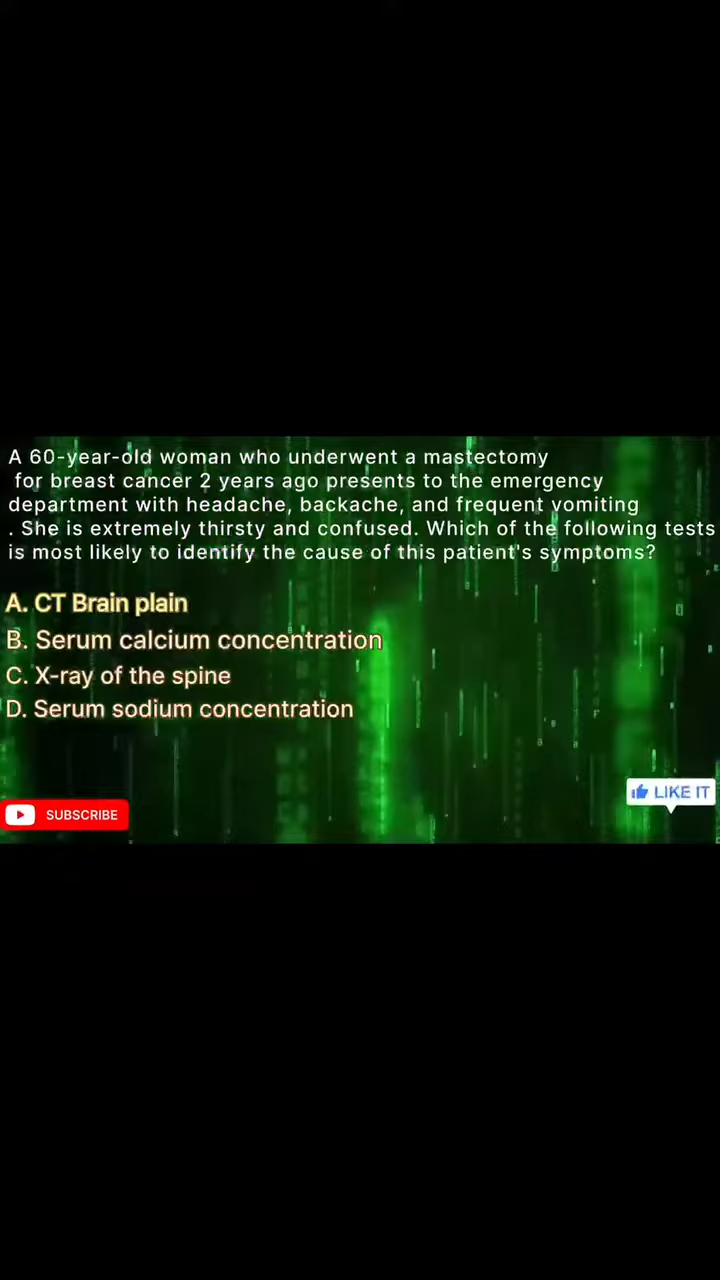 A 60-year-old woman who underwent a mastectomy
for breast cancer 2 years ago presents to the emergency
department with headache, backache, and frequent vomiting
. She is extremely thirsty and confused. Which of the following tests
is most likely to identify the cause of this patient's symptoms?
A. CT Brain plain
B. Serum calcium concentration
C. X-ray of the spine
D. Serum sodium concentration
LIKE IT
SUBSCRIBE